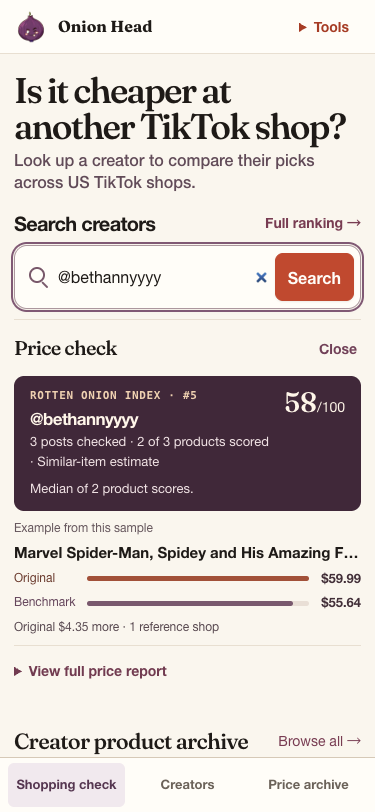 Onion Head
Tools
Is it cheaper at
another TikTok shop?
Look up a creator to compare their picks
across US TikTok shops.
Search creators
Full ranking →
@bethannyyyy
×
Search
Price check
Close
ROTTEN ONION INDEX · #5
58/100
@bethannyyyy
3 posts checked · 2 of 3 products scored
· Similar-item estimate
Median of 2 product scores.
Example from this sample
Marvel Spider-Man, Spidey and His Amazing F...
Original $59.99
Benchmark $55.64
Original $4.35 more · 1 reference shop
View full price report
Creator product archive
Browse all →
Shopping check
Creators
Price archive